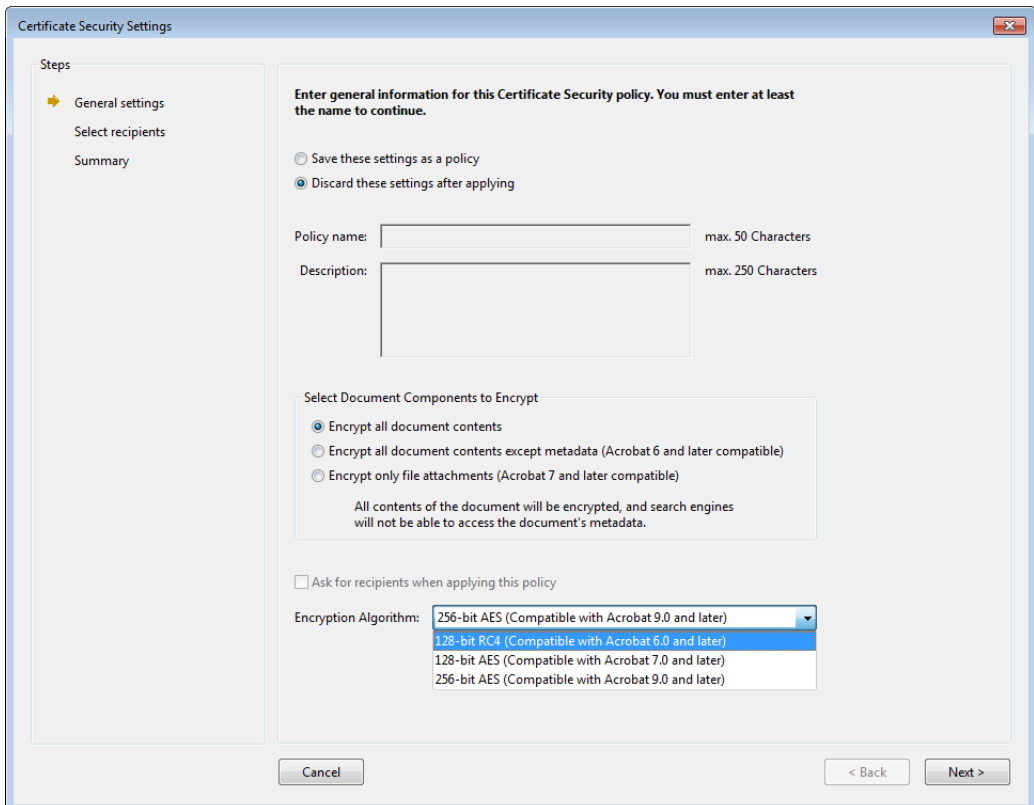 Certificate Security Settings
Steps
General settings
Select recipients
Summary
Enter general information for this Certificate Security policy. You must enter at least
the name to continue.
Save these settings as a policy
Discard these settings after applying
Policy name:
max. 50 Characters
Description:
max. 250 Characters
Select Document Components to Encrypt
Encrypt all document contents
Encrypt all document contents except metadata (Acrobat 6 and later compatible)
Encrypt only file attachments (Acrobat 7 and later compatible)
All contents of the document will be encrypted, and search engines
will not be able to access the document's metadata.
Ask for recipients when applying this policy
Encryption Algorithm:
256-bit AES (Compatible with Acrobat 9.0 and later)
128-bit RC4 (Compatible with Acrobat 6.0 and later)
128-bit AES (Compatible with Acrobat 7.0 and later)
256-bit AES (Compatible with Acrobat 9.0 and later)
Cancel
< Back
Next >